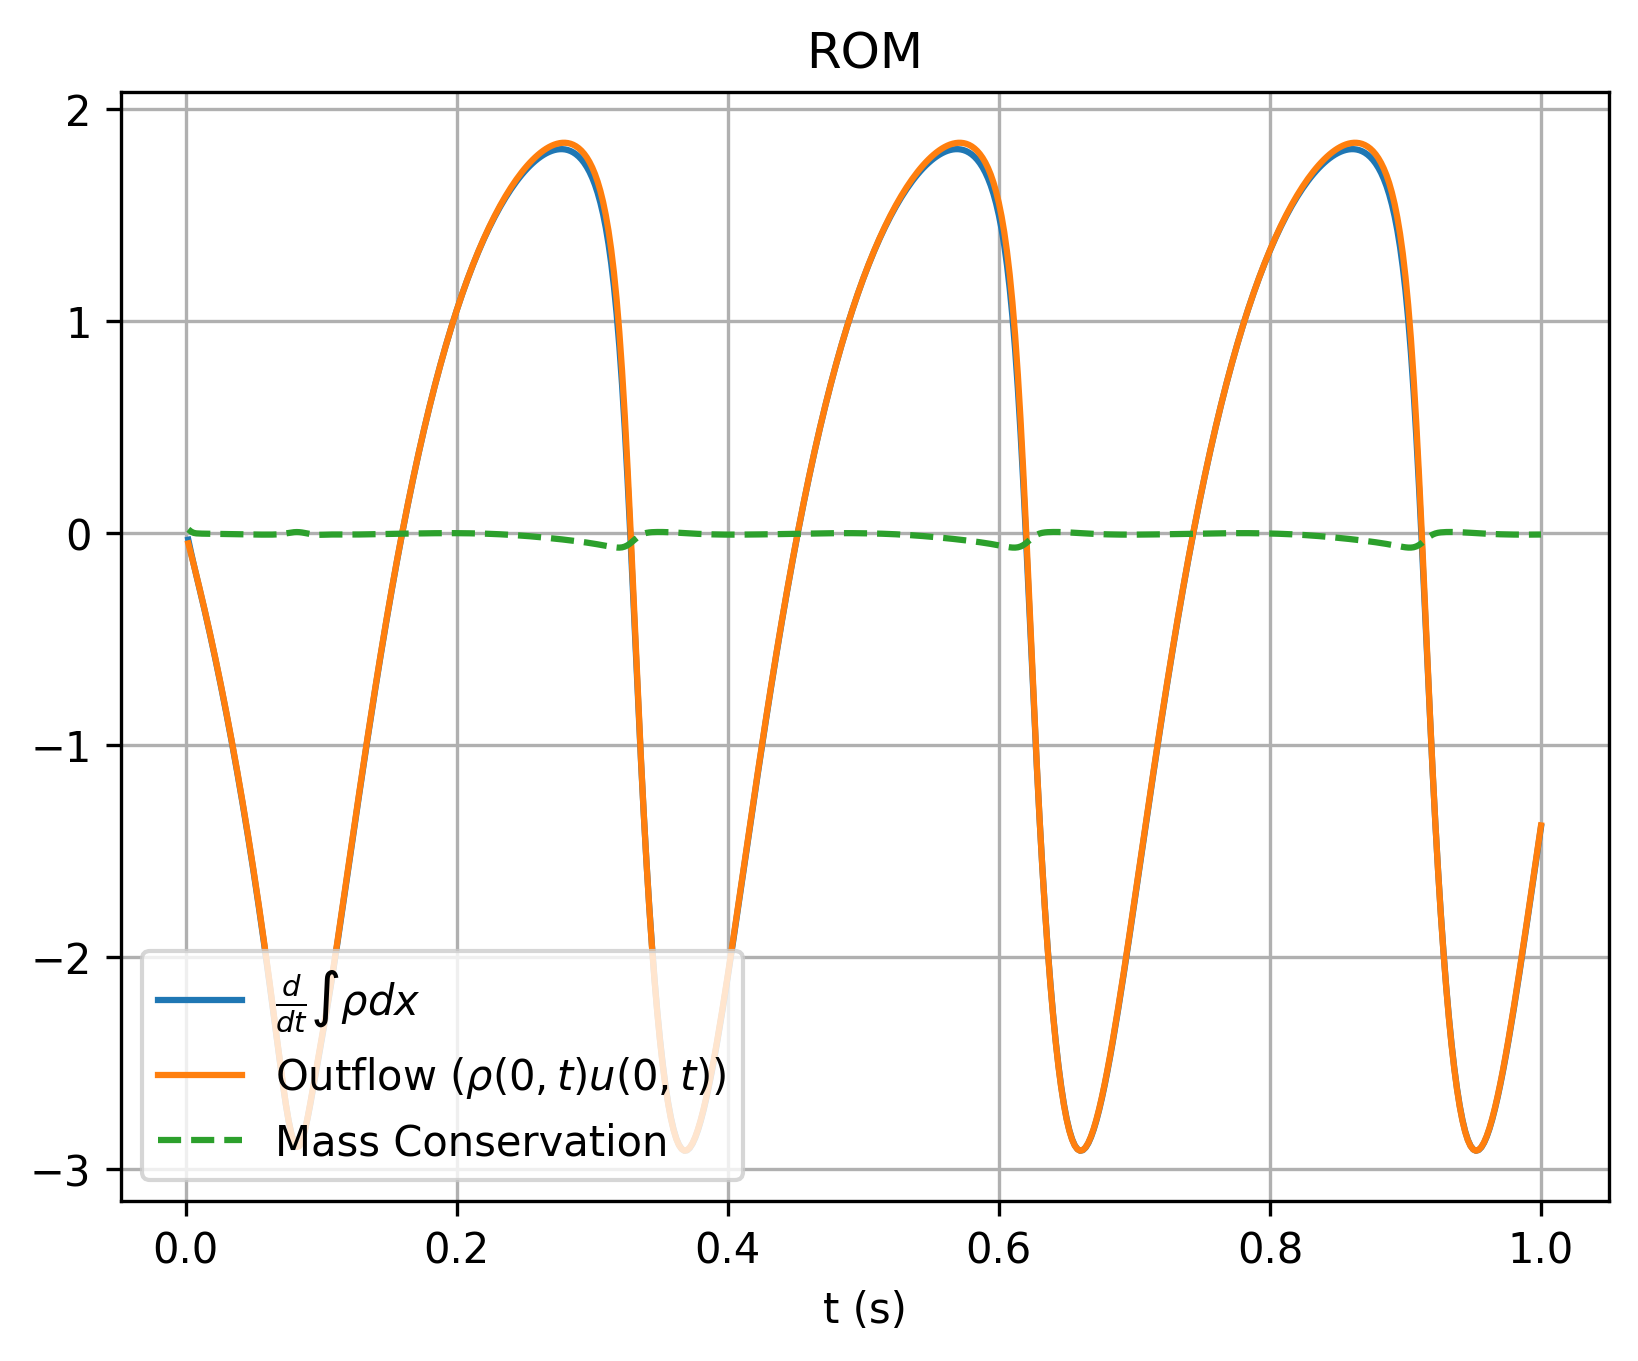 ROM
2
1
0
−1
−2
−3
d/dt ∫ρdx
Outflow (ρ(0, t)u(0, t))
Mass Conservation
0.0 0.2 0.4 0.6 0.8 1.0
t (s)